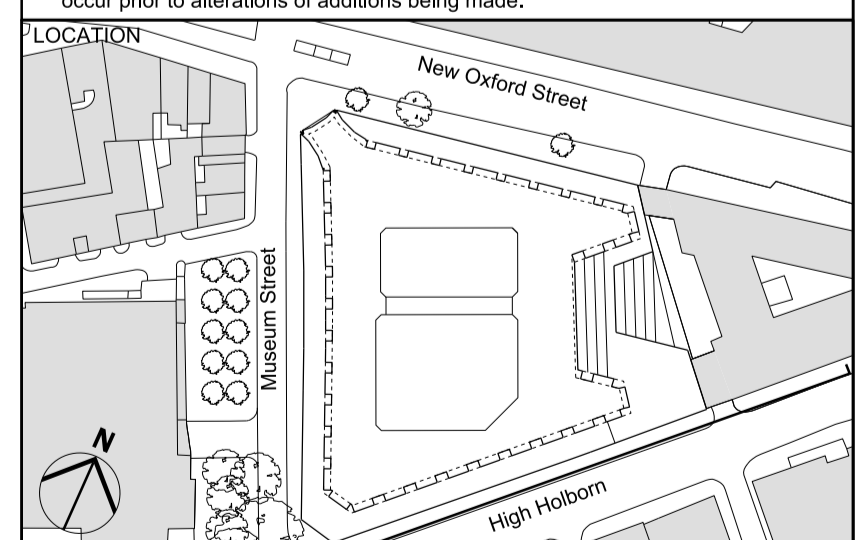 occur prior to alterations or additions being made.
LOCATION
New Oxford Street
Museum Street
N
High Holborn